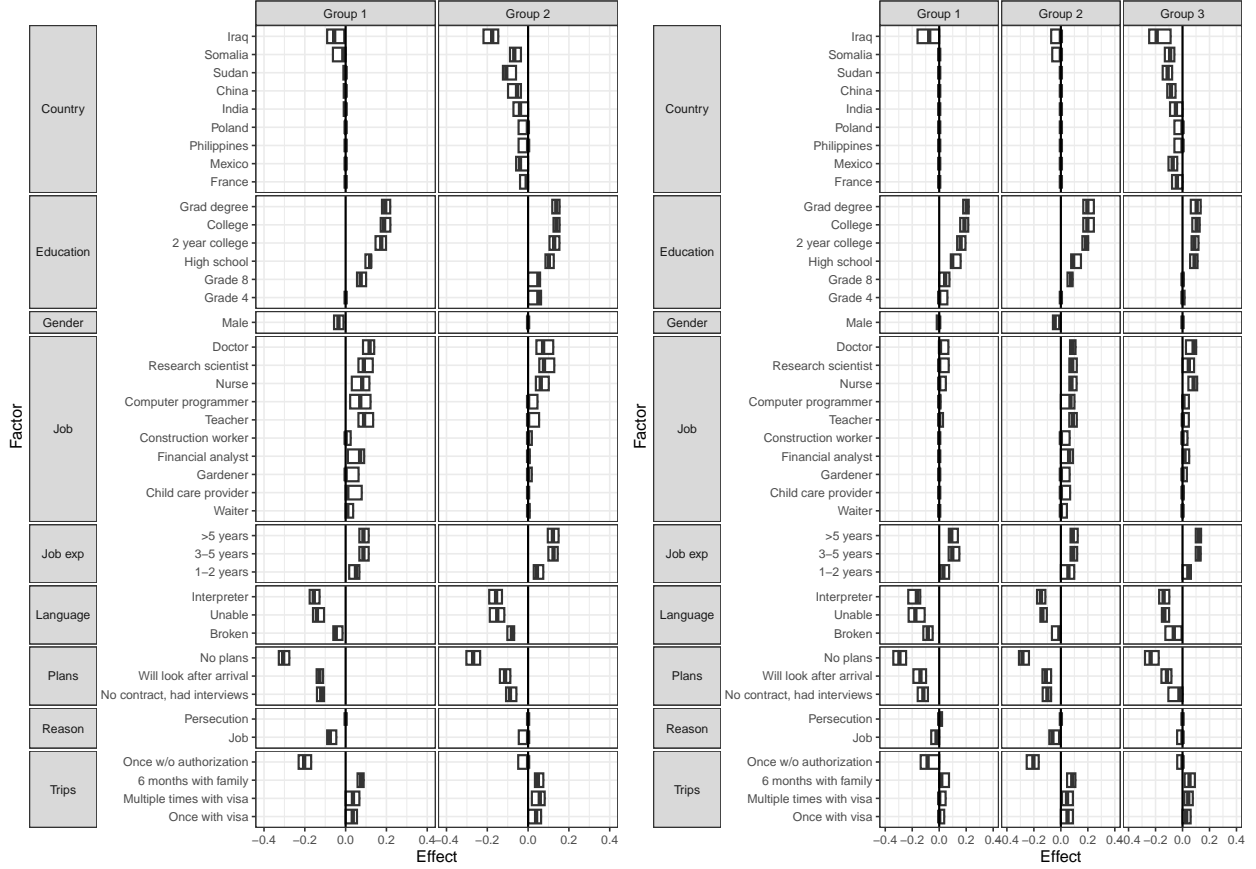 Group 1 Group 2
Country
Iraq
Somalia
Sudan
China
India
Poland
Philippines
Mexico
France
Education
Grad degree
College
2 year college
High school
Grade 8
Grade 4
Gender
Male
Job
Doctor
Research scientist
Nurse
Computer programmer
Teacher
Construction worker
Financial analyst
Gardener
Child care provider
Waiter
Job exp
>5 years
3–5 years
1–2 years
Language
Interpreter
Unable
Broken
Plans
No plans
Will look after arrival
No contract, had interviews
Reason
Persecution
Job
Trips
Once w/o authorization
6 months with family
Multiple times with visa
Once with visa
−0.4 −0.2 0.0 0.2 0.4 −0.4 −0.2 0.0 0.2 0.4
Effect
Factor
Group 1 Group 2 Group 3
Country
Iraq
Somalia
Sudan
China
India
Poland
Philippines
Mexico
France
Education
Grad degree
College
2 year college
High school
Grade 8
Grade 4
Gender
Male
Job
Doctor
Research scientist
Nurse
Computer programmer
Teacher
Construction worker
Financial analyst
Gardener
Child care provider
Waiter
Job exp
>5 years
3–5 years
1–2 years
Language
Interpreter
Unable
Broken
Plans
No plans
Will look after arrival
No contract, had interviews
Reason
Persecution
Job
Trips
Once w/o authorization
6 months with family
Multiple times with visa
Once with visa
−0.4 −0.2 0.0 0.2 0.4 −0.4 −0.2 0.0 0.2 0.4 −0.4 −0.2 0.0 0.2 0.4
Effect
Factor